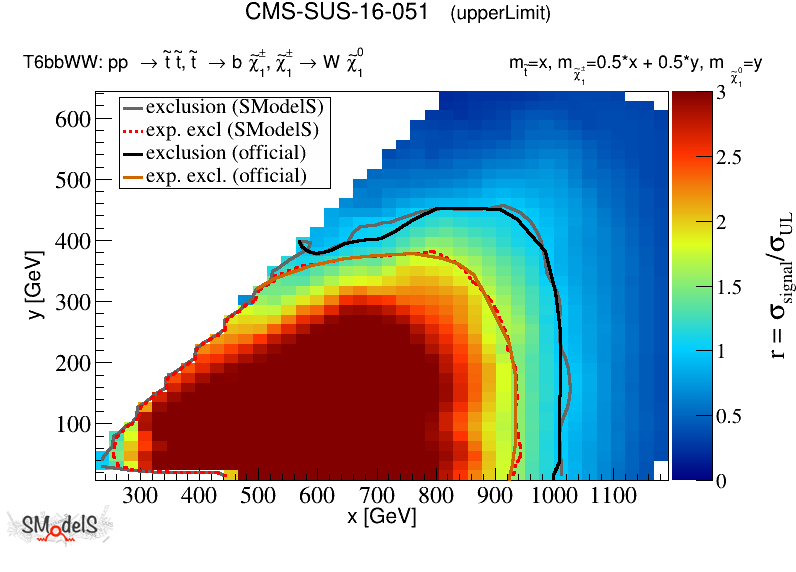 CMS-SUS-16-051 (upperLimit)
T6bbWW: pp → t̃ t̃, t̃ → b χ̃₁±, χ̃₁± → W χ̃₁⁰
m_t̃=x, m_χ̃₁±=0.5*x + 0.5*y, m_χ̃₁⁰=y
exclusion (SModelS)
exp. excl (SModelS)
exclusion (official)
exp. excl. (official)
600
500
400
300
200
100
y [GeV]
300 400 500 600 700 800 900 1000 1100
x [GeV]
3
2.5
2
1.5
1
0.5
0
r = σ_signal/σ_UL
SModelS